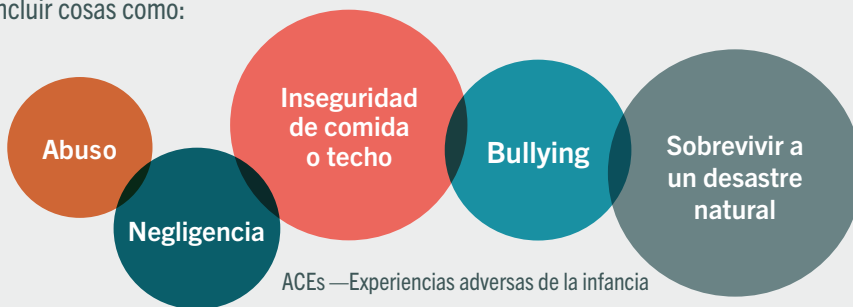 ncluir cosas como:
Abuso
Negligencia
Inseguridad
de comida
o techo
Bullying
Sobrevivir a
un desastre
natural
ACEs —Experiencias adversas de la infancia